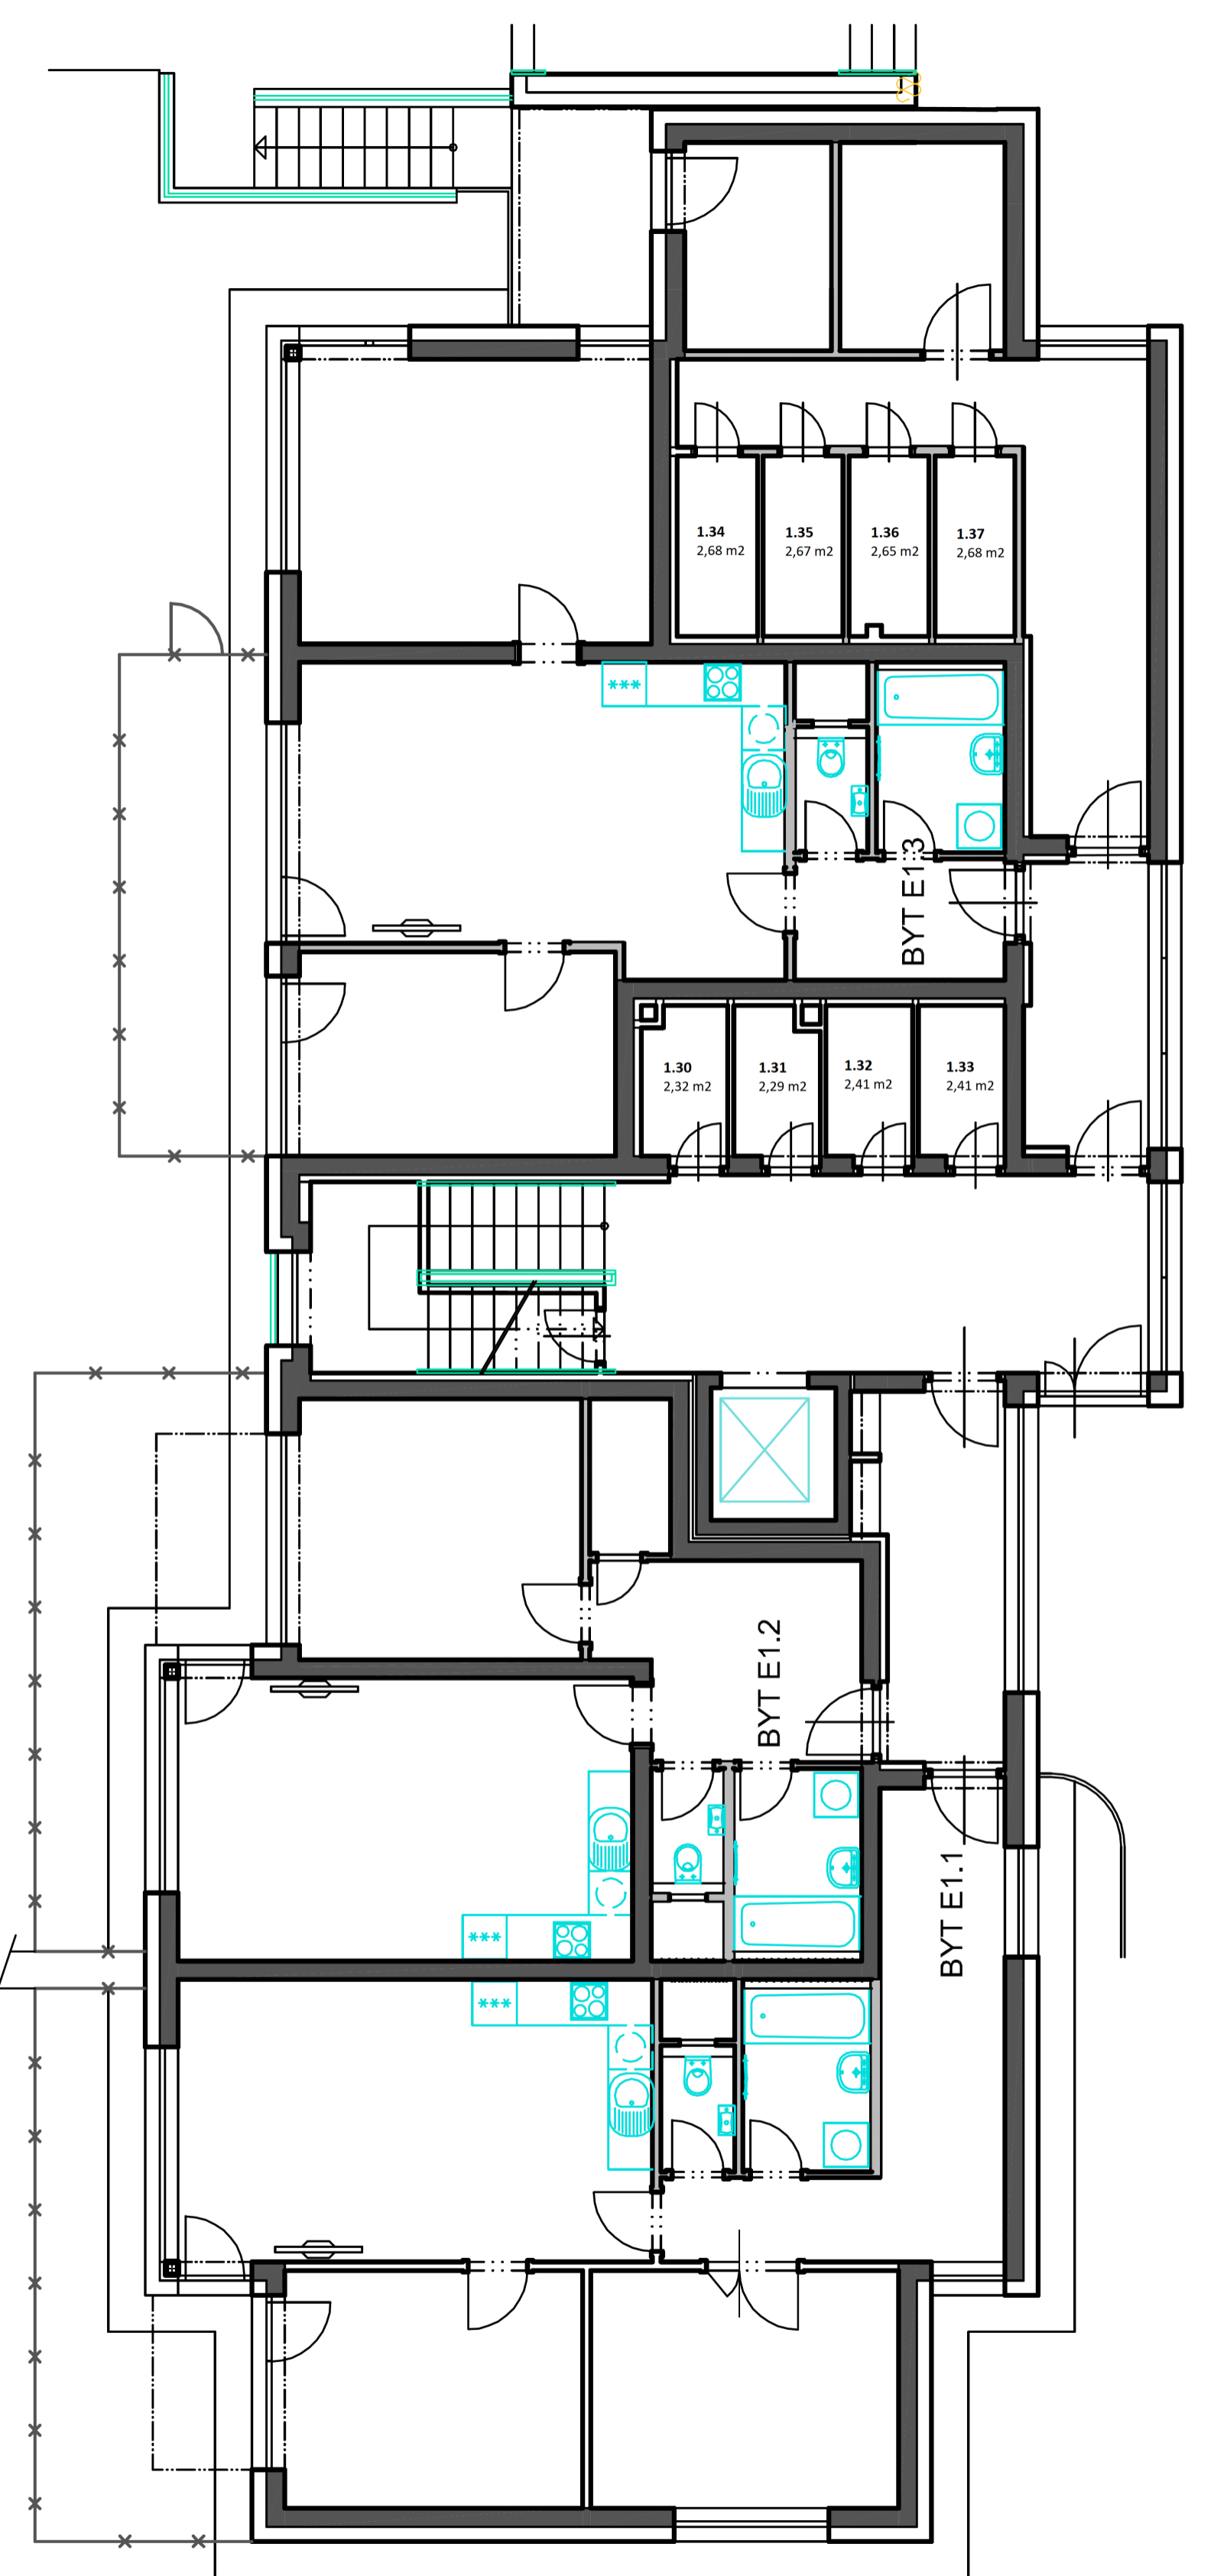 1.34
2,68 m2
1.35
2,67 m2
1.36
2,65 m2
1.37
2,68 m2
***
BYT E1.3
1.30
2,32 m2
1.31
2,29 m2
1.32
2,41 m2
1.33
2,41 m2
BYT E1.2
BYT E1.1
***
***